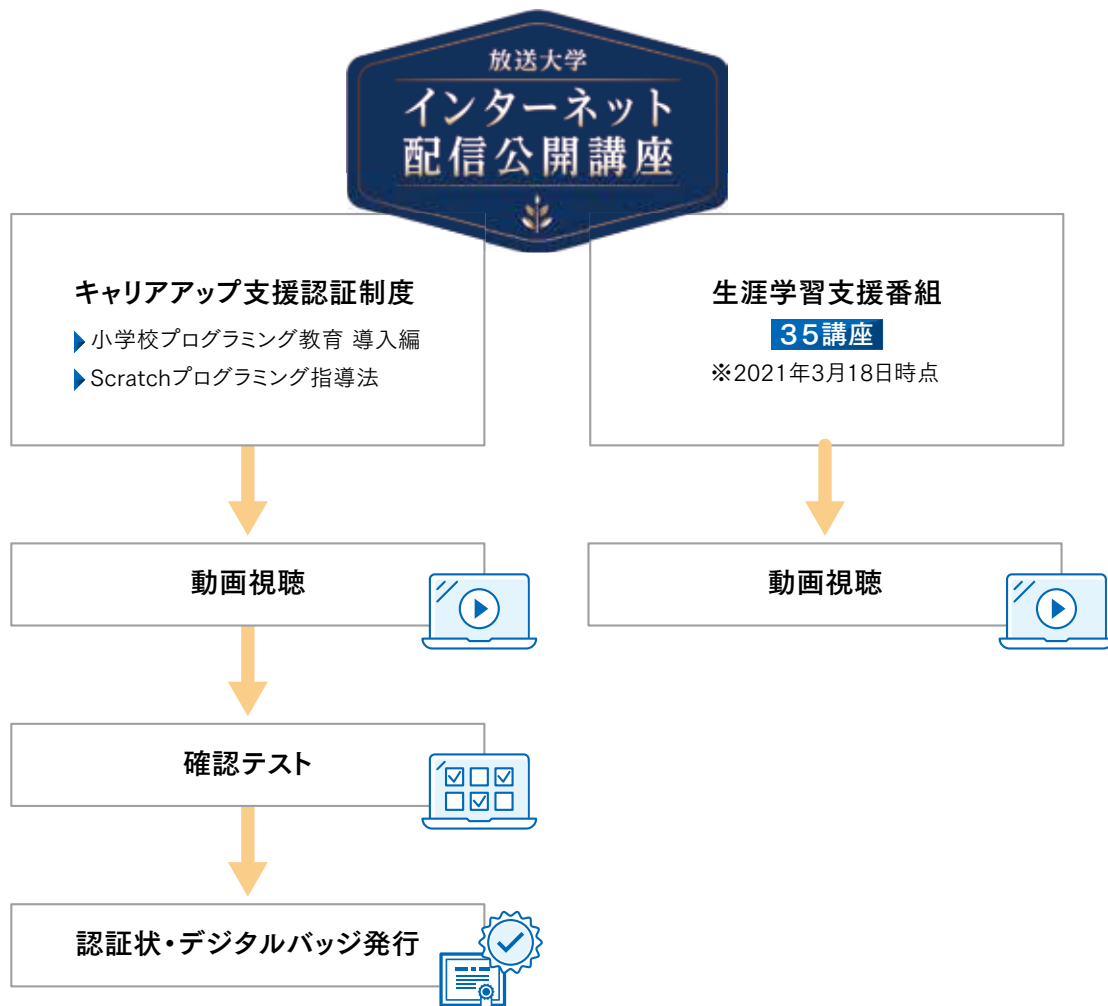 放送大学
インターネット
配信公開講座
キャリアアップ支援認証制度
小学校プログラミング教育 導入編
Scratchプログラミング指導法
動画視聴
確認テスト
認証状・デジタルバッジ発行
生涯学習支援番組
35講座
※2021年3月18日時点
動画視聴